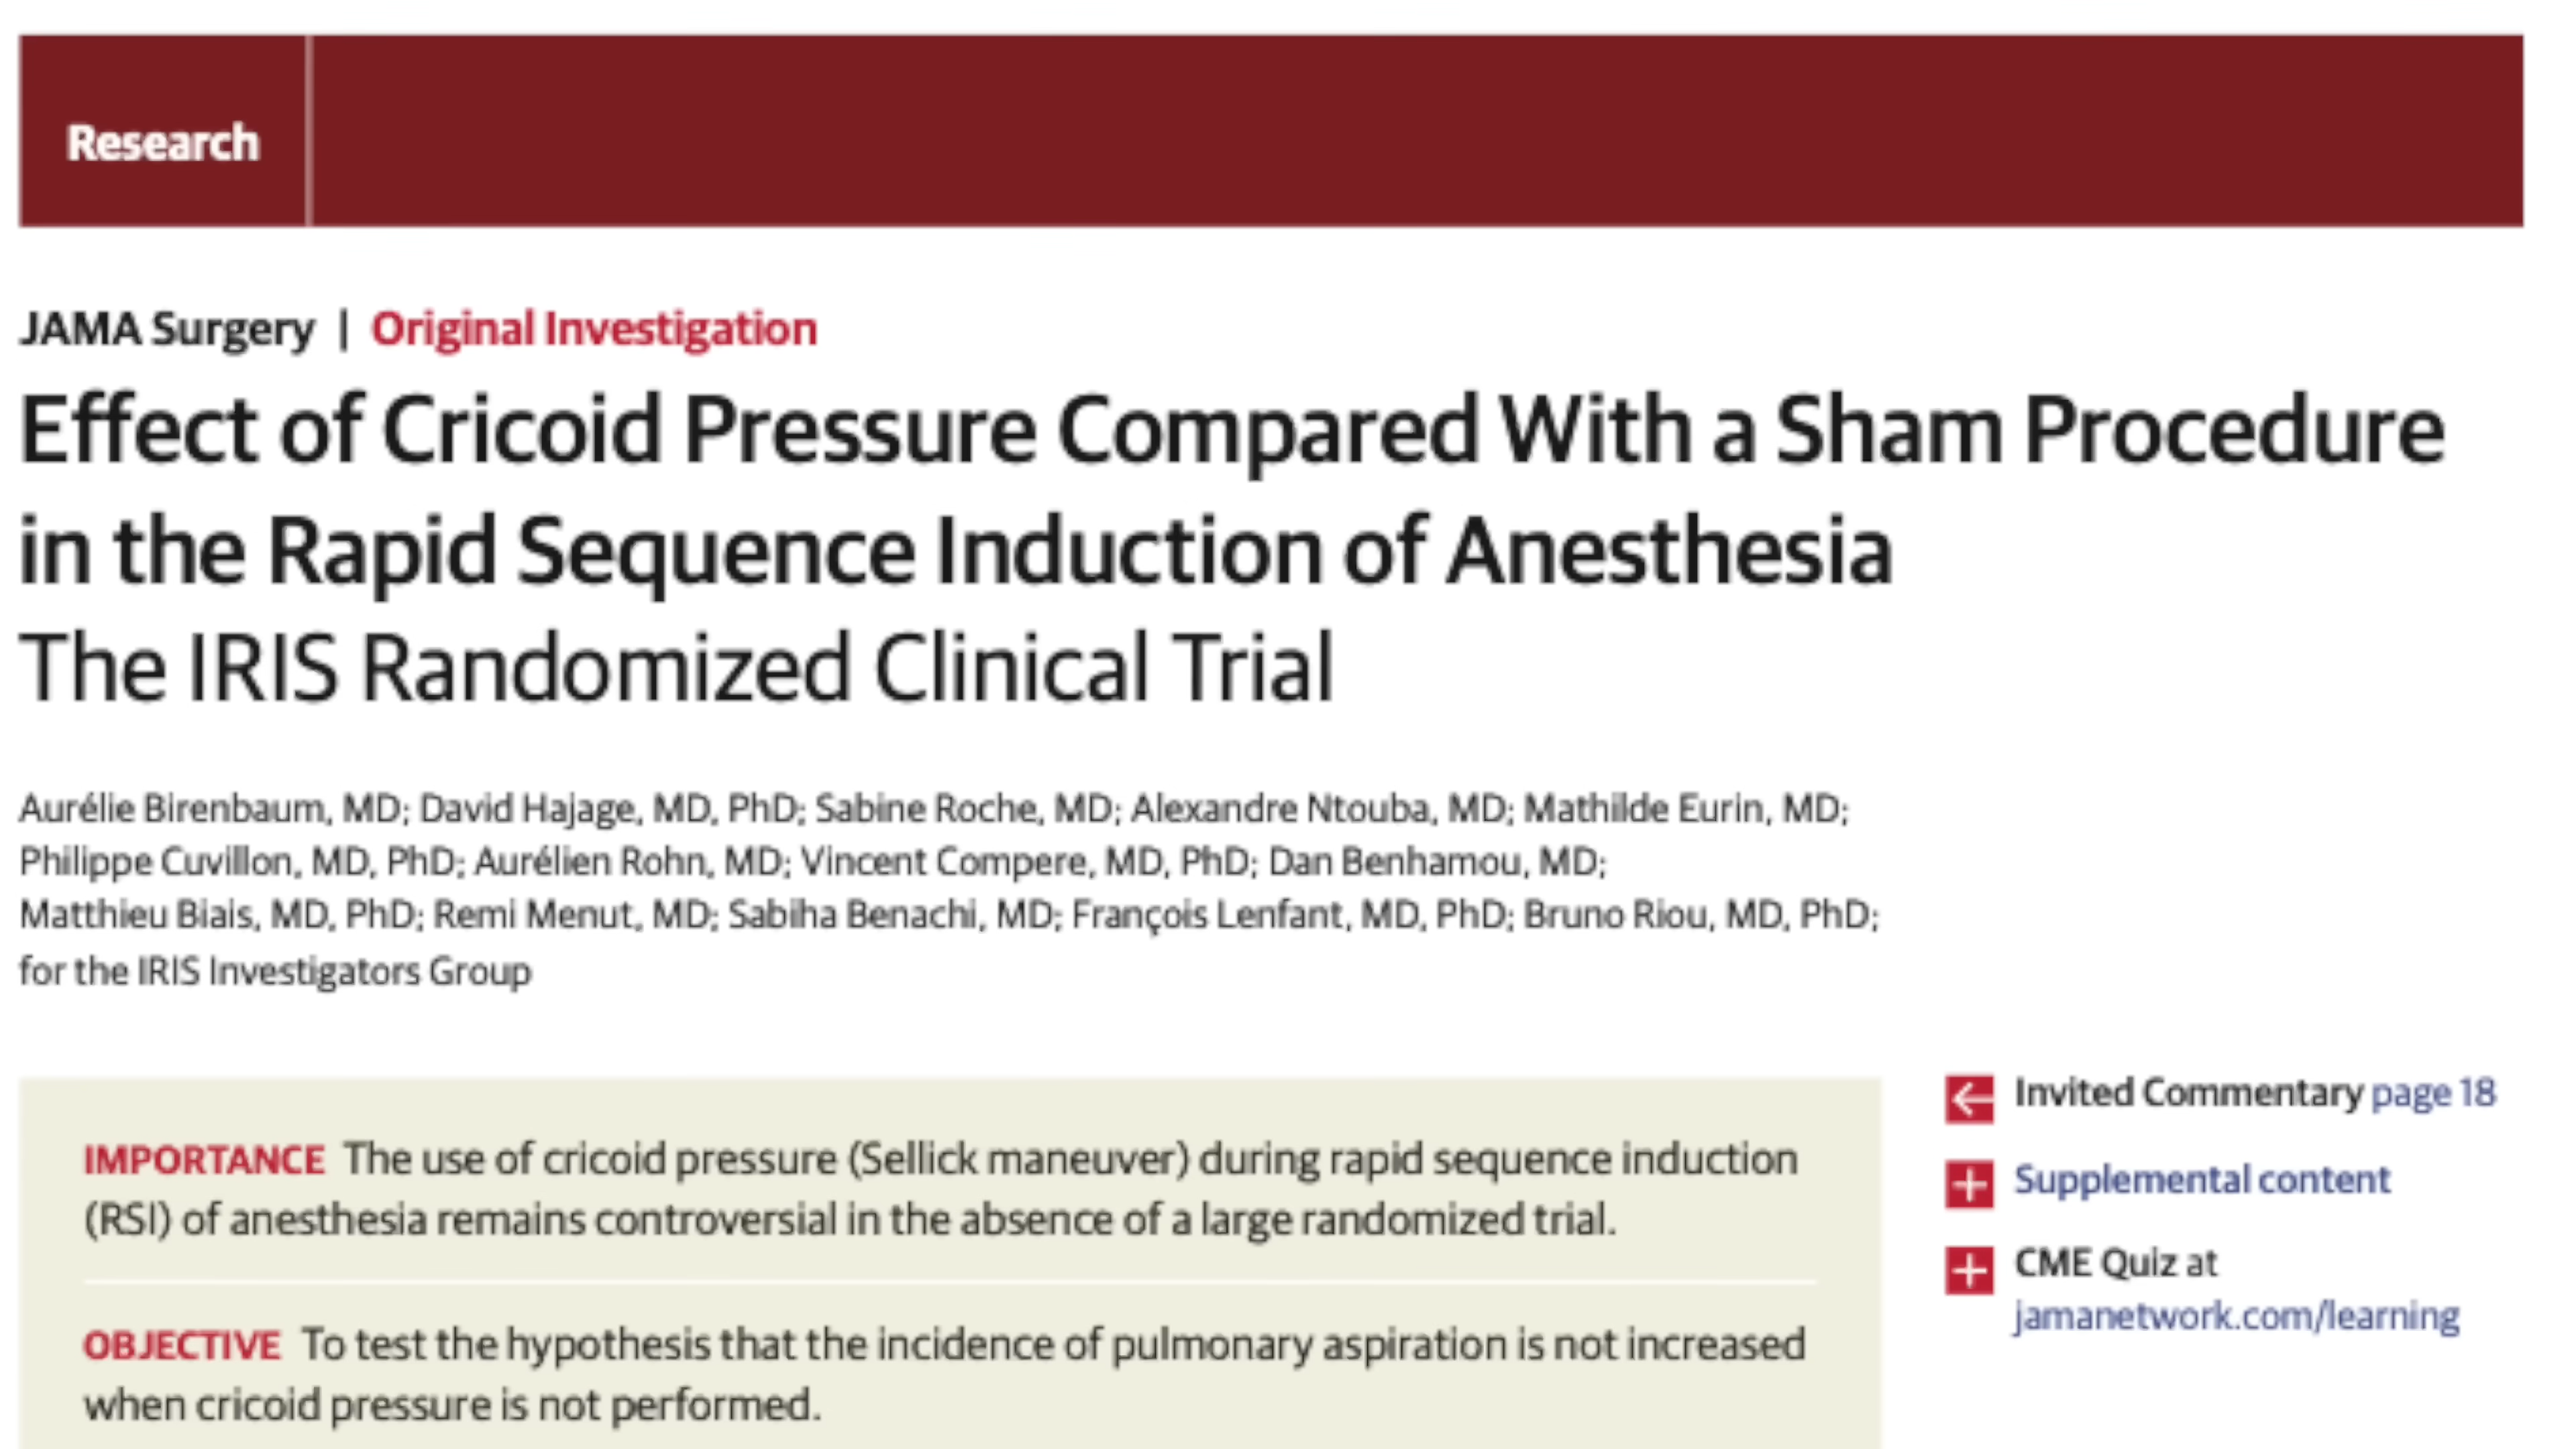 Research
JAMA Surgery | Original Investigation
Effect of Cricoid Pressure Compared With a Sham Procedure
in the Rapid Sequence Induction of Anesthesia
The IRIS Randomized Clinical Trial
Aurélie Birenbaum, MD; David Hajage, MD, PhD; Sabine Roche, MD; Alexandre Ntouba, MD; Mathilde Eurin, MD;
Philippe Cuvillon, MD, PhD; Aurélien Rohn, MD; Vincent Compere, MD, PhD; Dan Benhamou, MD;
Matthieu Biais, MD, PhD; Remi Menut, MD; Sabiha Benachi, MD; François Lenfant, MD, PhD; Bruno Riou, MD, PhD;
for the IRIS Investigators Group
IMPORTANCE The use of cricoid pressure (Sellick maneuver) during rapid sequence induction
(RSI) of anesthesia remains controversial in the absence of a large randomized trial.
OBJECTIVE To test the hypothesis that the incidence of pulmonary aspiration is not increased
when cricoid pressure is not performed.
Invited Commentary page 18
Supplemental content
CME Quiz at
jamanetwork.com/learning